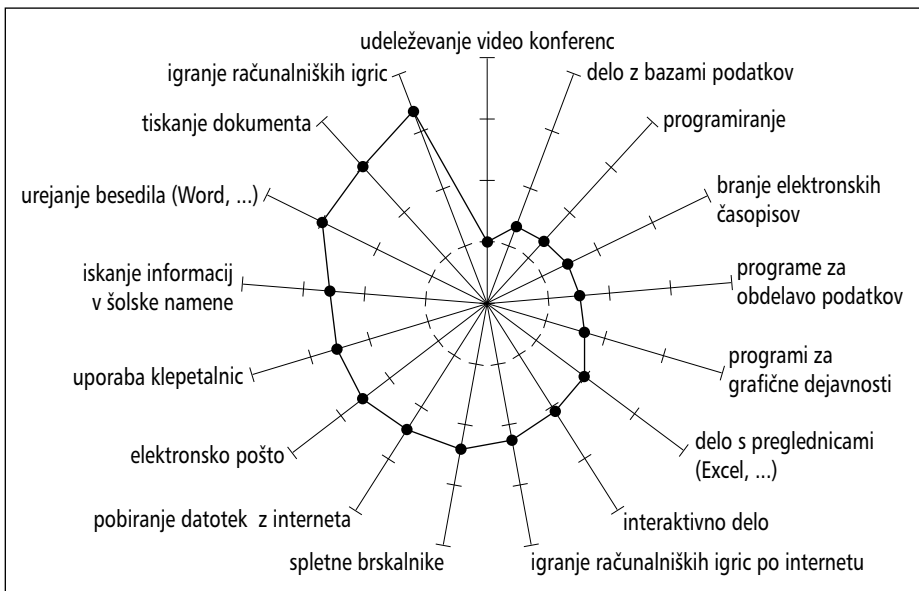 udeleževanje video konferenc
delo z bazami podatkov
programiranje
branje elektronskih
časopisov
programe za
obdelavo podatkov
programi za
grafične dejavnosti
delo s preglednicami
(Excel, ...)
interaktivno delo
igranje računalniških igric po internetu
spletne brskalnike
pobiranje datotek z interneta
elektronsko pošto
uporaba klepetalnic
iskanje informacij
v šolske namene
urejanje besedila (Word, ...)
tiskanje dokumenta
igranje računalniških igric